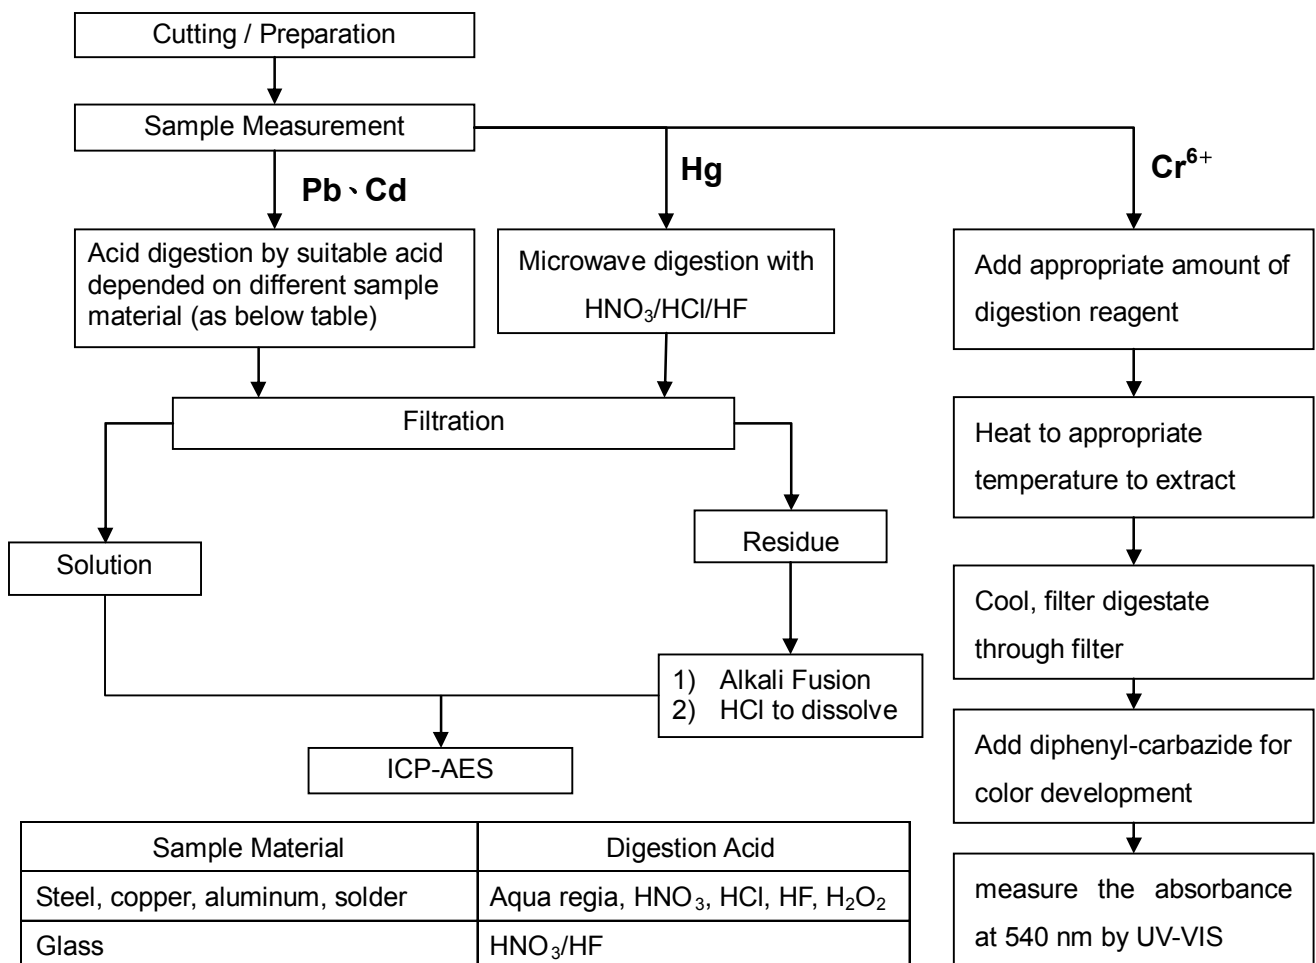 Cutting / Preparation
Sample Measurement
Pb、Cd
Hg
Cr⁶⁺
Acid digestion by suitable acid
depended on different sample
material (as below table)
Microwave digestion with
HNO₃/HCl/HF
Add appropriate amount of
digestion reagent
Filtration
Heat to appropriate
temperature to extract
Solution
Residue
Cool, filter digestate
through filter
1) Alkali Fusion
2) HCl to dissolve
ICP-AES
Add diphenyl-carbazide for
color development
measure the absorbance
at 540 nm by UV-VIS
Sample Material Digestion Acid
Steel, copper, aluminum, solder Aqua regia, HNO₃, HCl, HF, H₂O₂
Glass HNO₃/HF